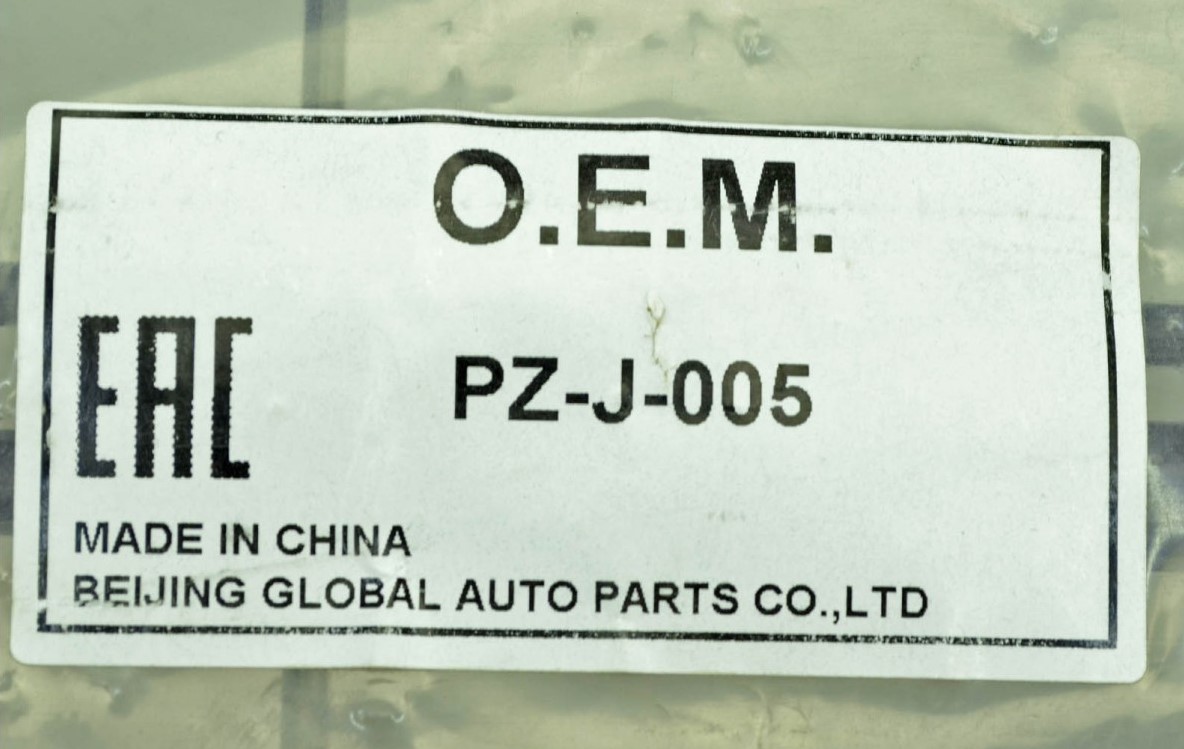 O.E.M.
EAC
PZ-J-005
MADE IN CHINA
BEIJING GLOBAL AUTO PARTS CO.,LTD